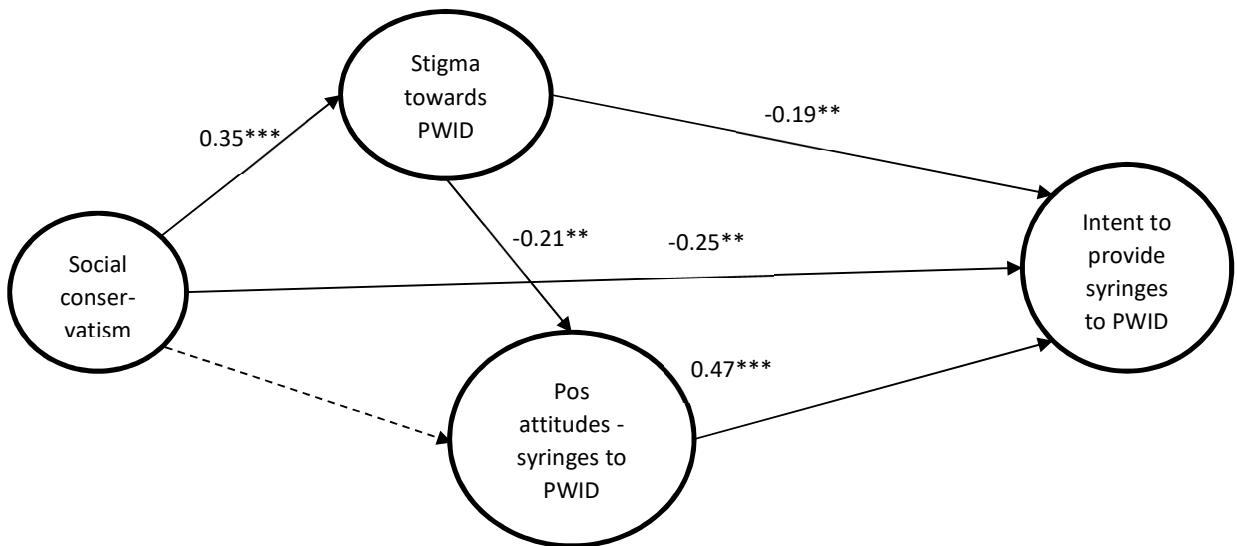 Stigma
towards
PWID
-0.19**
0.35***
Intent to
provide
syringes
to PWID
-0.21**
-0.25**
Social
conser-
vatism
0.47***
Pos
attitudes -
syringes to
PWID